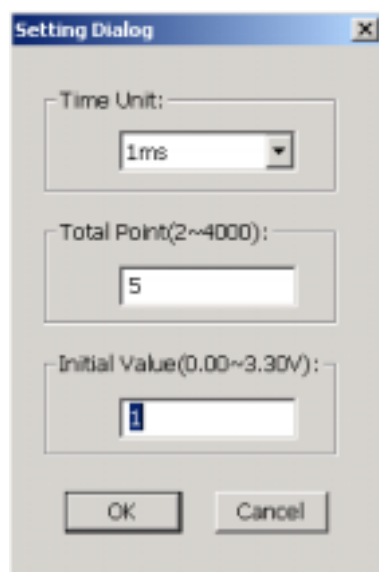 Setting Dialog
Time Unit:
1ms
Total Point(2~4000):
5
Initial Value(0.00~3.30V):
1
OK Cancel